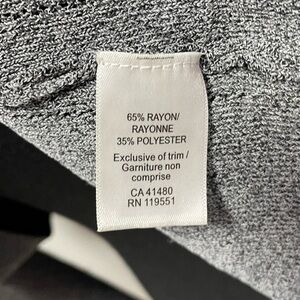 65% RAYON/
RAYONNE
35% POLYESTER
Exclusive of trim /
Garniture non
comprise
CA 41480
RN 119551